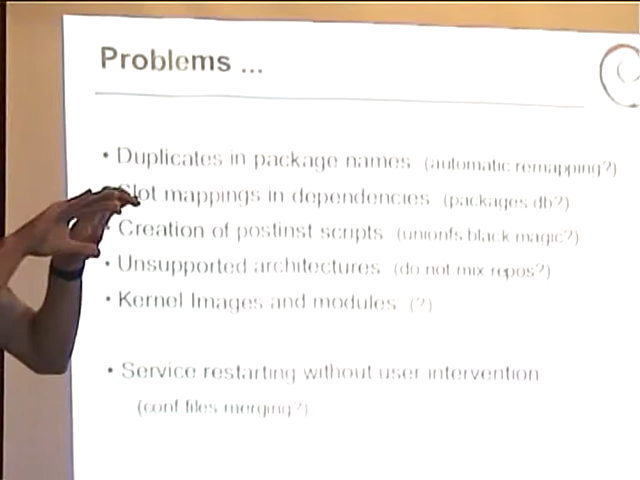 Problems ...
• Duplicates in package names (automatic remapping?)
Slot mappings in dependencies (packages db?)
• Creation of postinst scripts (unionfs black magic?)
• Unsupported architectures (do not mix repos?)
• Kernel Images and modules (?)
• Service restarting without user intervention
(conf files merging?)